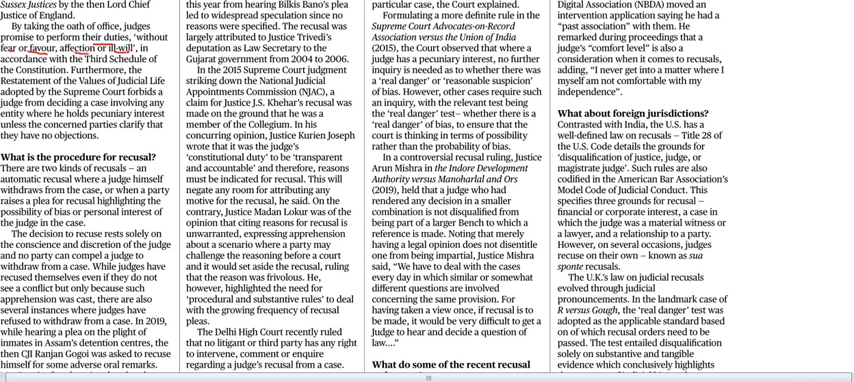 Sussex Justices by the then Lord Chief
Justice of England.
By taking the oath of office, judges
promise to perform their duties, ‘without
fear or favour, affection or ill-will’, in
accordance with the Third Schedule of
the Constitution. Furthermore, the
Restatement of the Values of Judicial Life
adopted by the Supreme Court forbids a
judge from deciding a case involving any
entity where he holds pecuniary interest
unless the concerned parties clarify that
they have no objections.
What is the procedure for recusal?
There are two kinds of recusals — an
automatic recusal where a judge himself
withdraws from the case, or when a party
raises a plea for recusal highlighting the
possibility of bias or personal interest of
the judge in the case.
The decision to recuse rests solely on
the conscience and discretion of the judge
and no party can compel a judge to
withdraw from a case. While judges have
recused themselves even if they do not
see a conflict but only because such
apprehension was cast, there are also
several instances where judges have
refused to withdraw from a case. In 2019,
while hearing a plea on the plight of
inmates in Assam’s detention centres, the
then CJI Ranjan Gogoi was asked to recuse
himself for some adverse oral remarks.
this year from hearing Bilkis Bano’s plea
led to widespread speculation since no
reasons were specified. The recusal was
largely attributed to Justice Trivedi’s
deputation as Law Secretary to the
Gujarat government from 2004 to 2006.
In the 2015 Supreme Court judgment
striking down the National Judicial
Appointments Commission (NJAC), a
claim for Justice J.S. Khehar’s recusal was
made on the ground that he was a
member of the Collegium. In his
concurring opinion, Justice Kurien Joseph
wrote that it was the judge’s
‘constitutional duty’ to be ‘transparent
and accountable’ and therefore, reasons
must be indicated for recusal. This will
negate any room for attributing any
motive for the recusal, he said. On the
contrary, Justice Madan Lokur was of the
opinion that citing reasons for recusal is
unwarranted, expressing apprehension
about a scenario where a party may
challenge the reasoning before a court
and it would set aside the recusal, ruling
that the reason was frivolous. He,
however, highlighted the need for
‘procedural and substantive rules’ to deal
with the growing frequency of recusal
pleas.
The Delhi High Court recently ruled
that no litigant or third party has any right
to intervene, comment or enquire
regarding a judge’s recusal from a case.
particular case, the Court explained.
Formulating a more definite rule in the
Supreme Court Advocates-on-Record
Association versus the Union of India
(2015), the Court observed that where a
judge has a pecuniary interest, no further
inquiry is needed as to whether there was
a ‘real danger’ or ‘reasonable suspicion’
of bias. However, other cases require such
an inquiry, with the relevant test being
the ‘real danger’ test— whether there is a
‘real danger’ of bias, to ensure that the
court is thinking in terms of possibility
rather than the probability of bias.
In a controversial recusal ruling, Justice
Arun Mishra in the Indore Development
Authority versus Manoharlal and Ors
(2019), held that a judge who had
rendered any decision in a smaller
combination is not disqualified from
being part of a larger Bench to which a
reference is made. Noting that merely
having a legal opinion does not disentitle
one from being impartial, Justice Mishra
said, “We have to deal with the cases
every day in which similar or somewhat
different questions are involved
concerning the same provision. For
having taken a view once, if recusal is to
be made, it would be very difficult to get a
Judge to hear and decide a question of
law....”
What do some of the recent recusal
Digital Association (NBDA) moved an
intervention application saying he had a
“past association” with them. He
remarked during proceedings that a
judge’s “comfort level” is also a
consideration when it comes to recusals,
adding, “I never get into a matter where I
myself am not comfortable with my
independence”.
What about foreign jurisdictions?
Contrasted with India, the U.S. has a
well-defined law on recusals — Title 28 of
the U.S. Code details the grounds for
‘disqualification of justice, judge, or
magistrate judge’. Such rules are also
codified in the American Bar Association’s
Model Code of Judicial Conduct. This
specifies three grounds for recusal —
financial or corporate interest, a case in
which the judge was a material witness or
a lawyer, and a relationship to a party.
However, on several occasions, judges
recuse on their own — known as sua
sponte recusals.
The U.K.’s law on judicial recusals
evolved through judicial
pronouncements. In the landmark case of
R versus Gough, the ‘real danger’ test was
adopted as the applicable standard based
on of which recusal orders need to be
passed. The test entailed disqualification
solely on substantive and tangible
evidence which conclusively highlights